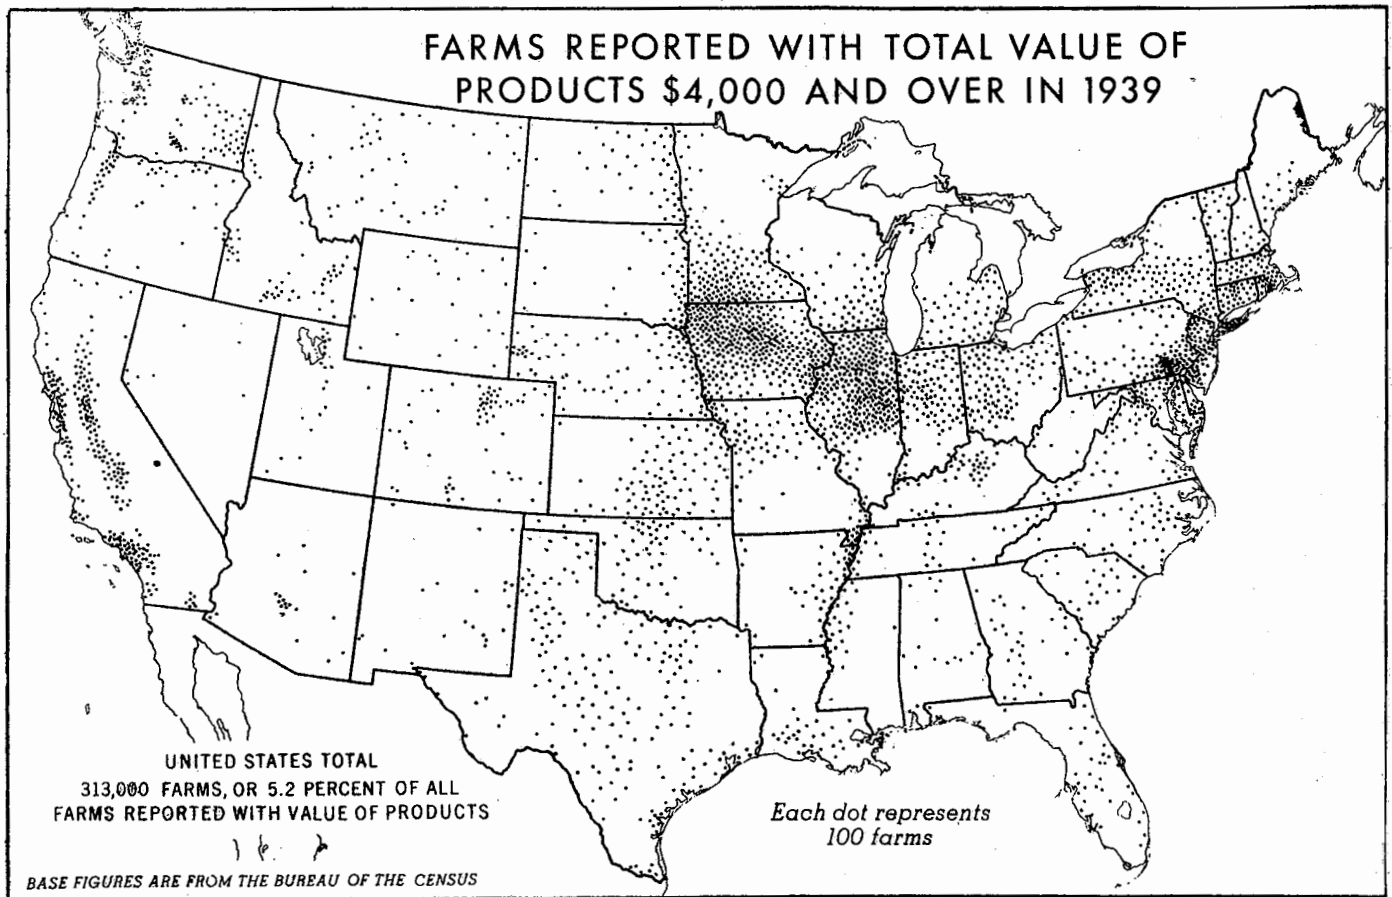 FARMS REPORTED WITH TOTAL VALUE OF
PRODUCTS $4,000 AND OVER IN 1939
UNITED STATES TOTAL
313,000 FARMS, OR 5.2 PERCENT OF ALL
FARMS REPORTED WITH VALUE OF PRODUCTS
Each dot represents
100 farms
BASE FIGURES ARE FROM THE BUREAU OF THE CENSUS